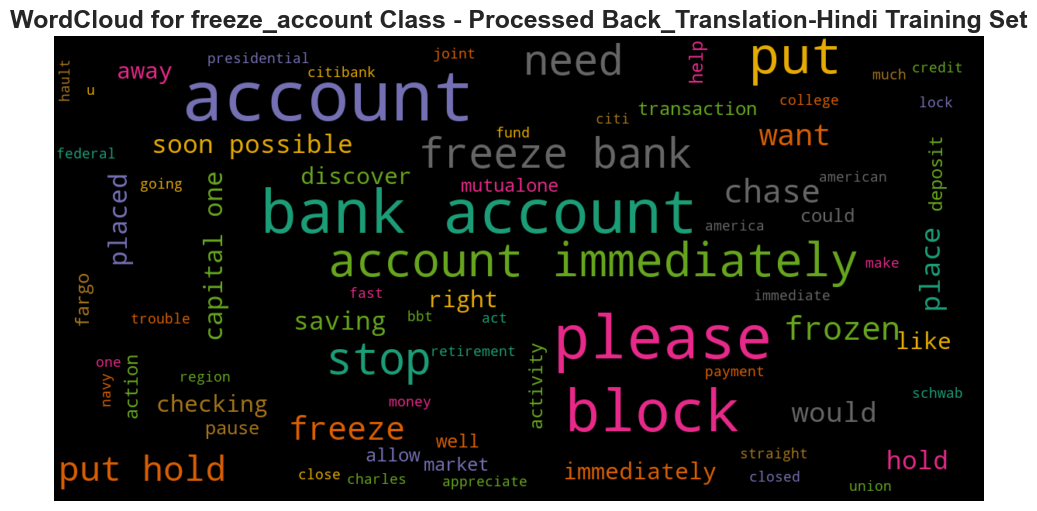 WordCloud for freeze_account Class - Processed Back_Translation-Hindi Training Set
hault
u
away
presidential
citibank
joint
need
help
put
much
credit
account
citi
transaction
college
lock
federal
soon possible
fund
freeze bank
want
going
placed
capital one
discover
mutualone
bank account
chase
american
america
could
deposit
fargo
account immediately
place
make
trouble
fast
right
immediate
saving
bbt
act
please
frozen
like
one
navy
action
region
stop
retirement
activity
payment
schwab
checking
pause
money
freeze
block
would
well
put hold
close
charles
allow
market
appreciate
immediately
straight
closed
hold
union